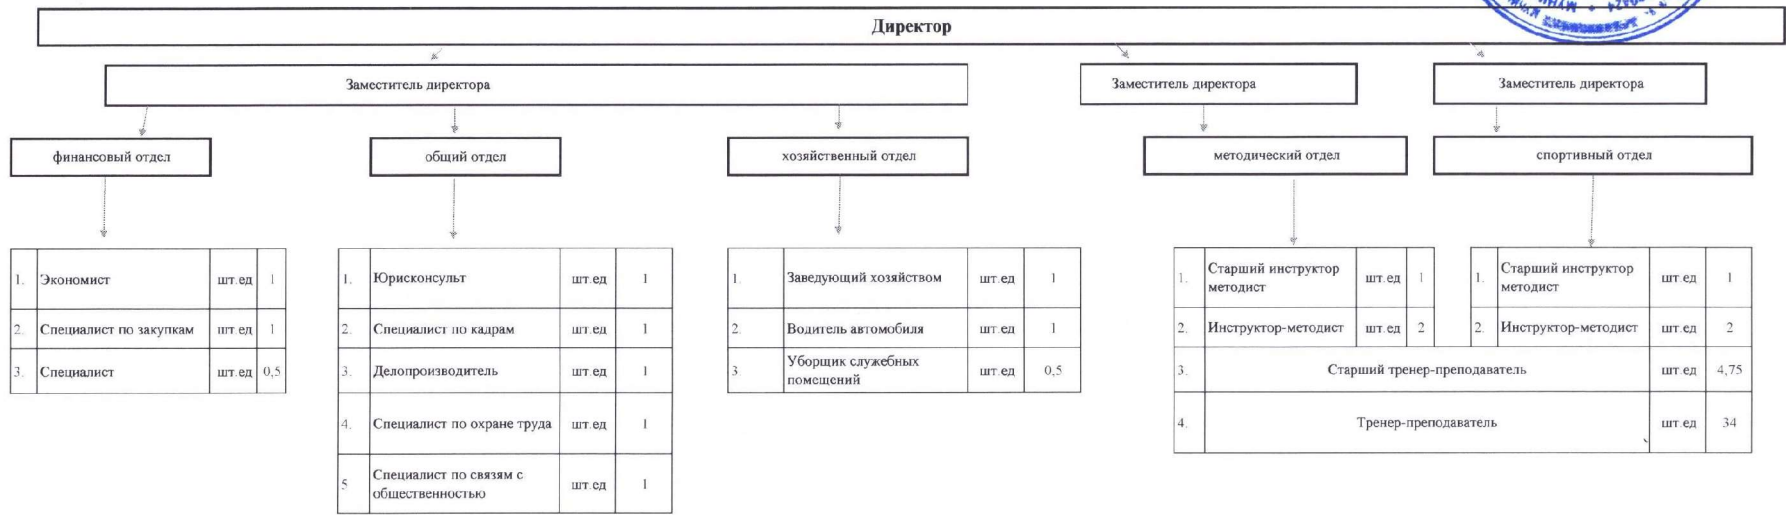 Директор
Заместитель директора
Заместитель директора
Заместитель директора
финансовый отдел
общий отдел
хозяйственный отдел
методический отдел
спортивный отдел
1. Экономист шт.ед 1
2. Специалист по закупкам шт.ед 1
3. Специалист шт.ед 0,5
1. Юрисконсульт шт.ед 1
2. Специалист по кадрам шт.ед 1
3. Делопроизводитель шт.ед 1
4. Специалист по охране труда шт.ед 1
5 Специалист по связям с
общественностью шт.ед 1
1. Заведующий хозяйством шт.ед 1
2. Водитель автомобиля шт.ед 1
3 Уборщик служебных
помещений шт.ед 0,5
1. Старший инструктор
методист шт.ед 1
2. Инструктор-методист шт.ед 2
1. Старший инструктор
методист шт.ед 1
2. Инструктор-методист шт.ед 2
3. Старший тренер-преподаватель шт.ед 4,75
4. Тренер-преподаватель шт.ед 34